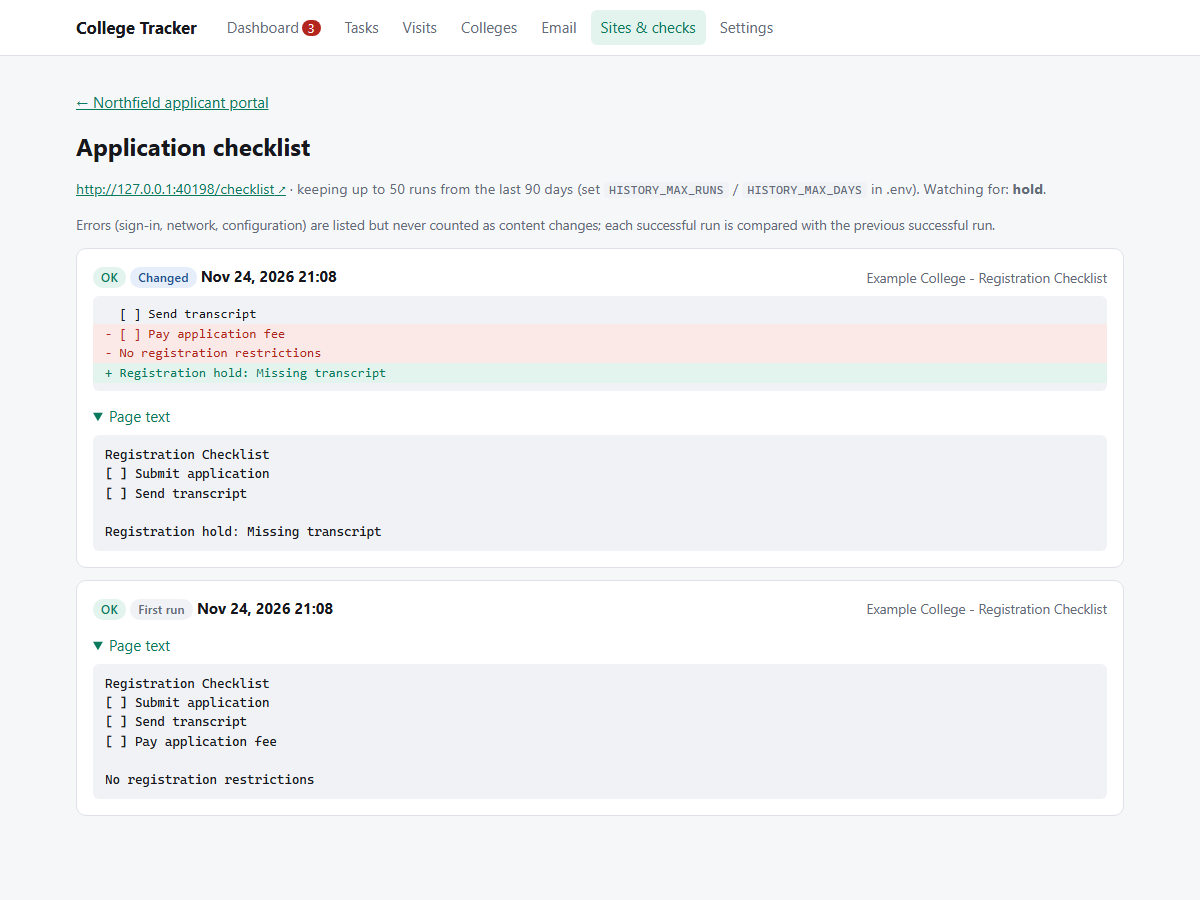 College Tracker Dashboard 3 Tasks Visits Colleges Email Sites & checks Settings
← Northfield applicant portal
Application checklist
http://127.0.0.1:40198/checklist ↗ · keeping up to 50 runs from the last 90 days (set HISTORY_MAX_RUNS / HISTORY_MAX_DAYS in .env). Watching for: hold.
Errors (sign-in, network, configuration) are listed but never counted as content changes; each successful run is compared with the previous successful run.
OK Changed Nov 24, 2026 21:08 Example College - Registration Checklist
[ ] Send transcript
- [ ] Pay application fee
- No registration restrictions
+ Registration hold: Missing transcript
▼ Page text
Registration Checklist
[ ] Submit application
[ ] Send transcript
Registration hold: Missing transcript
OK First run Nov 24, 2026 21:08 Example College - Registration Checklist
▼ Page text
Registration Checklist
[ ] Submit application
[ ] Send transcript
[ ] Pay application fee
No registration restrictions